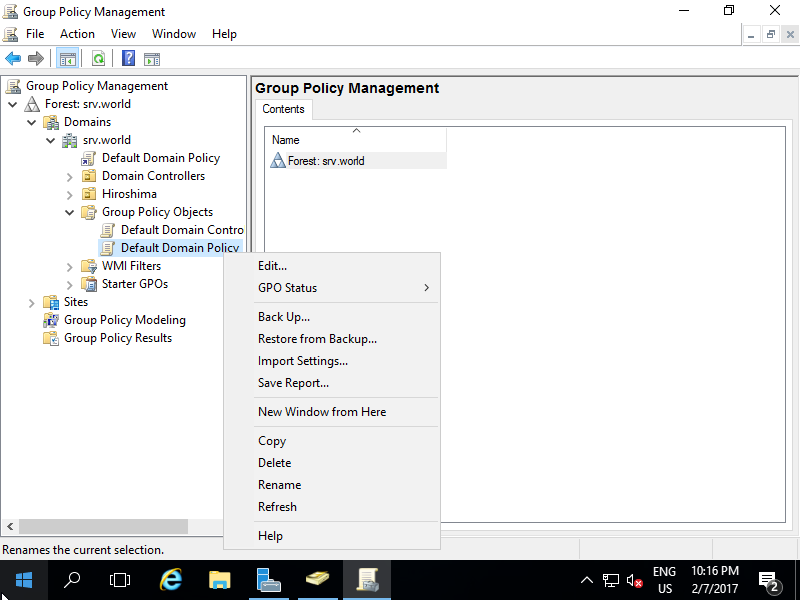 Group Policy Management
File Action View Window Help
Group Policy Management
Forest: srv.world
Domains
srv.world
Default Domain Policy
Domain Controllers
Hiroshima
Group Policy Objects
Default Domain Contro
Default Domain Policy
WMI Filters
Starter GPOs
Sites
Group Policy Modeling
Group Policy Results
Group Policy Management
Contents
Name
Forest: srv.world
Edit...
GPO Status
Back Up...
Restore from Backup...
Import Settings...
Save Report...
New Window from Here
Copy
Delete
Rename
Refresh
Help
Renames the current selection.
ENG
US
10:16 PM
2/7/2017
2